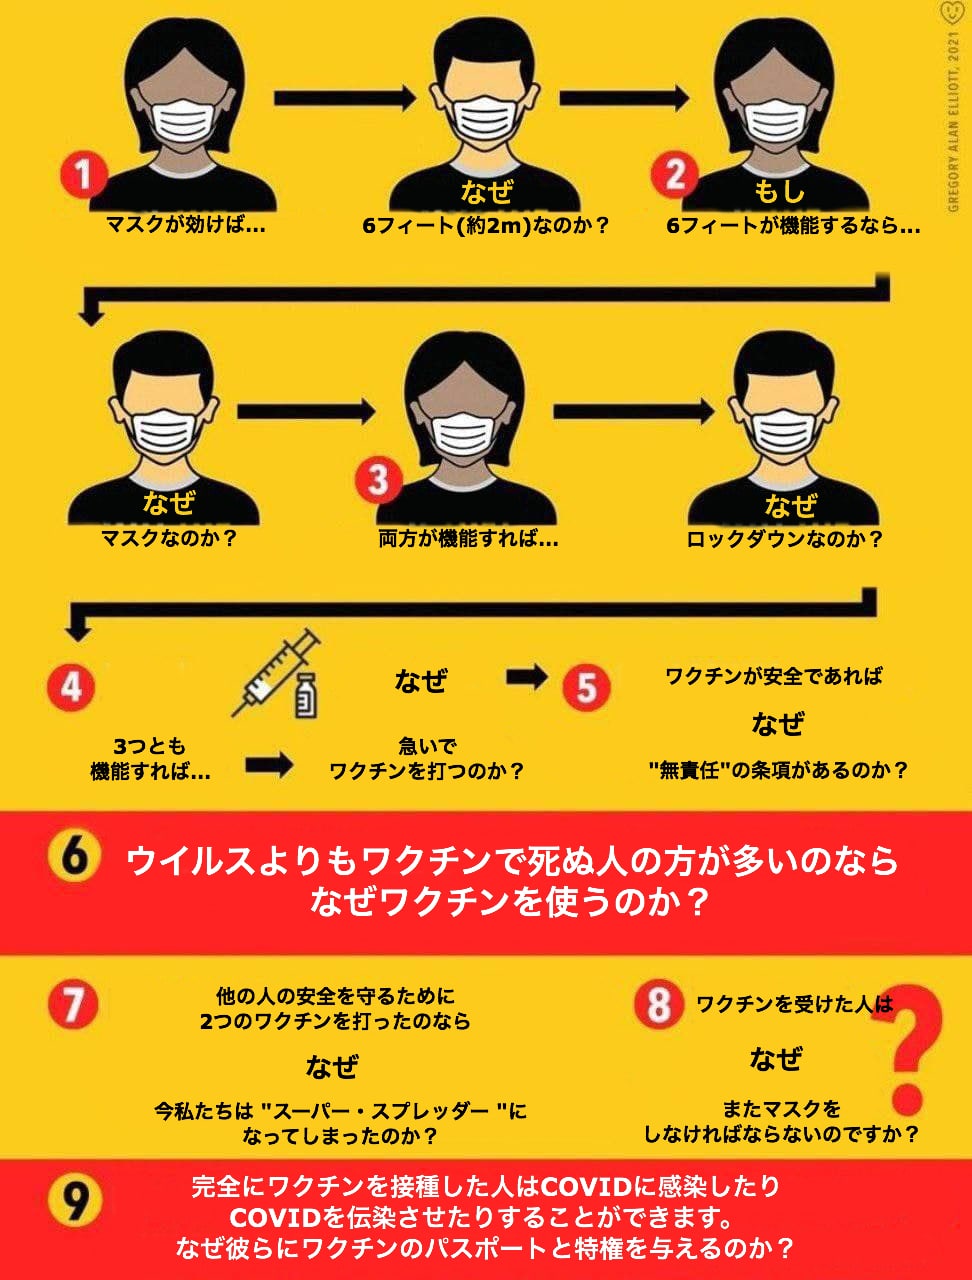 GREGORY ALAN ELLIOTT, 2021
1
マスクが効けば...
なぜ
6フィート(約2m)なのか？
2
もし
6フィートが機能するなら...
なぜ
マスクなのか？
3
両方が機能すれば...
なぜ
ロックダウンなのか？
4
3つとも
機能すれば...
なぜ
急いで
ワクチンを打つのか？
5
ワクチンが安全であれば
なぜ
"無責任"の条項があるのか？
6
ウイルスよりもワクチンで死ぬ人の方が多いのなら
なぜワクチンを使うのか？
7
他の人の安全を守るために
2つのワクチンを打ったのなら
なぜ
今私たちは "スーパー・スプレッダー "に
なってしまったのか？
8
ワクチンを受けた人は
なぜ
またマスクを
しなければならないのですか？
?
9
完全にワクチンを接種した人はCOVIDに感染したり
COVIDを伝染させたりすることができます。
なぜ彼らにワクチンのパスポートと特権を与えるのか？